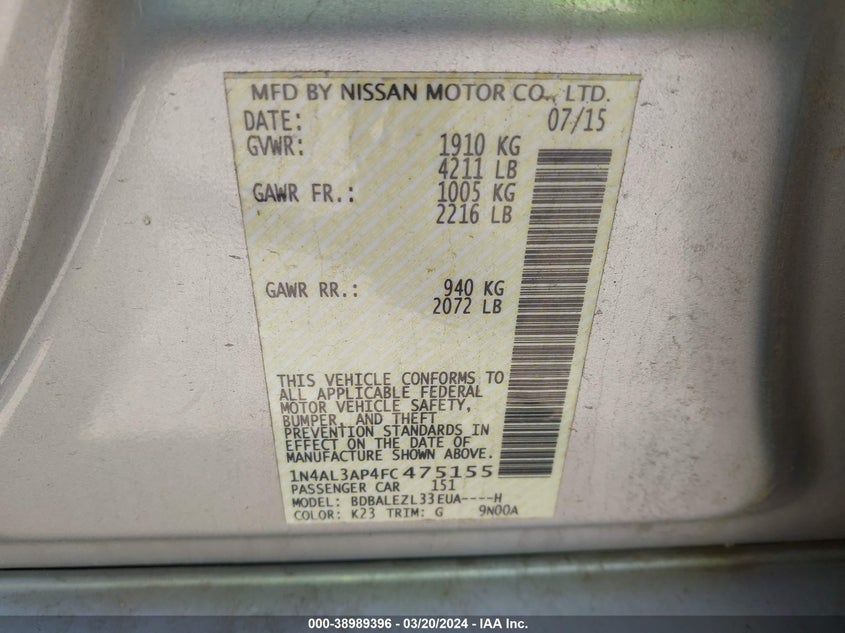 MFD BY NISSAN MOTOR CO., LTD.
DATE: 07/15
GVWR: 1910 KG
4211 LB
GAWR FR.: 1005 KG
2216 LB
GAWR RR.: 940 KG
2072 LB
THIS VEHICLE CONFORMS TO
ALL APPLICABLE FEDERAL
MOTOR VEHICLE SAFETY,
BUMPER, AND THEFT
PREVENTION STANDARDS IN
EFFECT ON THE DATE OF
MANUFACTURE SHOWN ABOVE.
1N4AL3AP4FC475155
PASSENGER CAR 151
MODEL: BDBALEZL33EUA----H
COLOR: K23 TRIM: G 9N00A
000-38989396 - 03/20/2024 - IAA Inc.